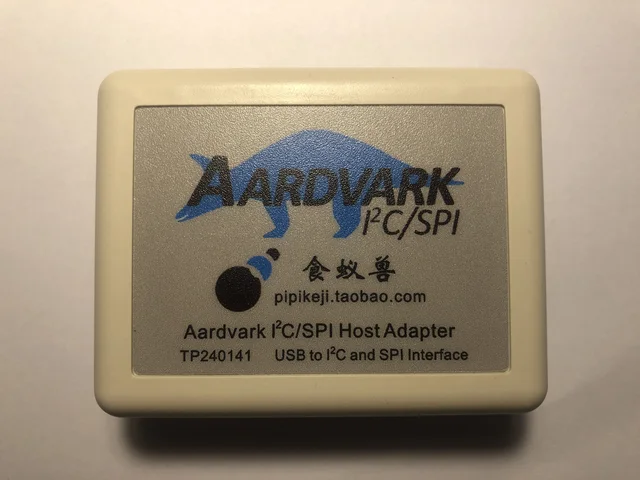 AARDVARK
I²C/SPI
食蚁兽
pipikeji.taobao.com
Aardvark I²C/SPI Host Adapter
TP240141 USB to I²C and SPI Interface